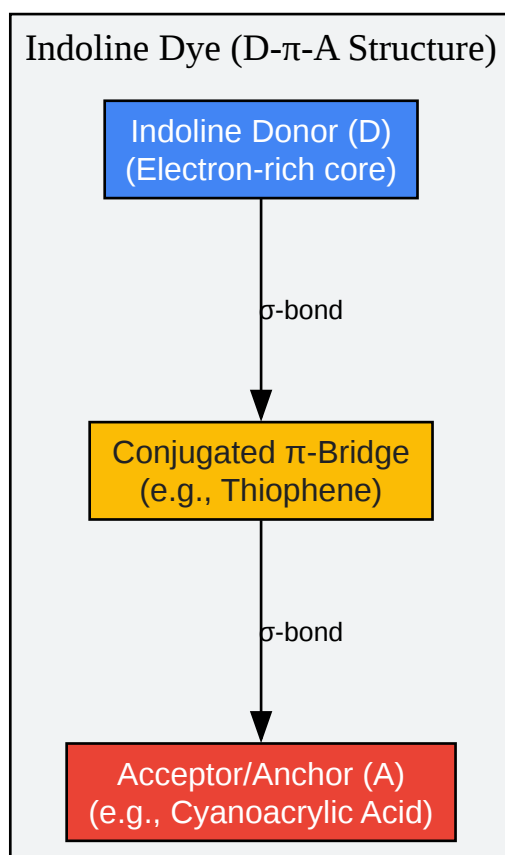 Indoline Dye (D-π-A Structure)
Indoline Donor (D)
(Electron-rich core)
σ-bond
Conjugated π-Bridge
(e.g., Thiophene)
σ-bond
Acceptor/Anchor (A)
(e.g., Cyanoacrylic Acid)